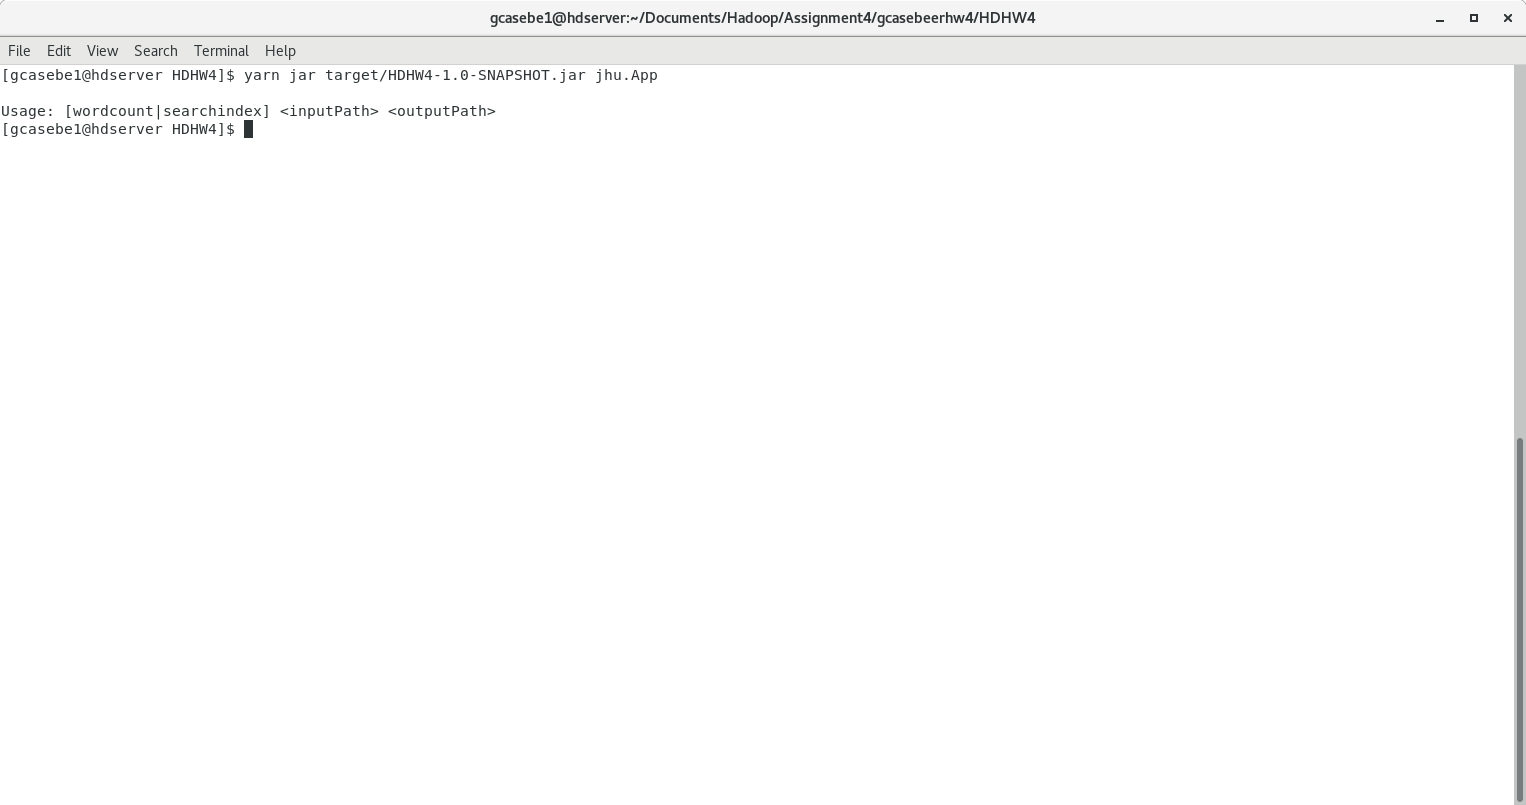 gcasebe1@hdserver:~/Documents/Hadoop/Assignment4/gcasebeerhw4/HDHW4
File Edit View Search Terminal Help
[gcasebe1@hdserver HDHW4]$ yarn jar target/HDHW4-1.0-SNAPSHOT.jar jhu.App
Usage: [wordcount|searchindex] <inputPath> <outputPath>
[gcasebe1@hdserver HDHW4]$